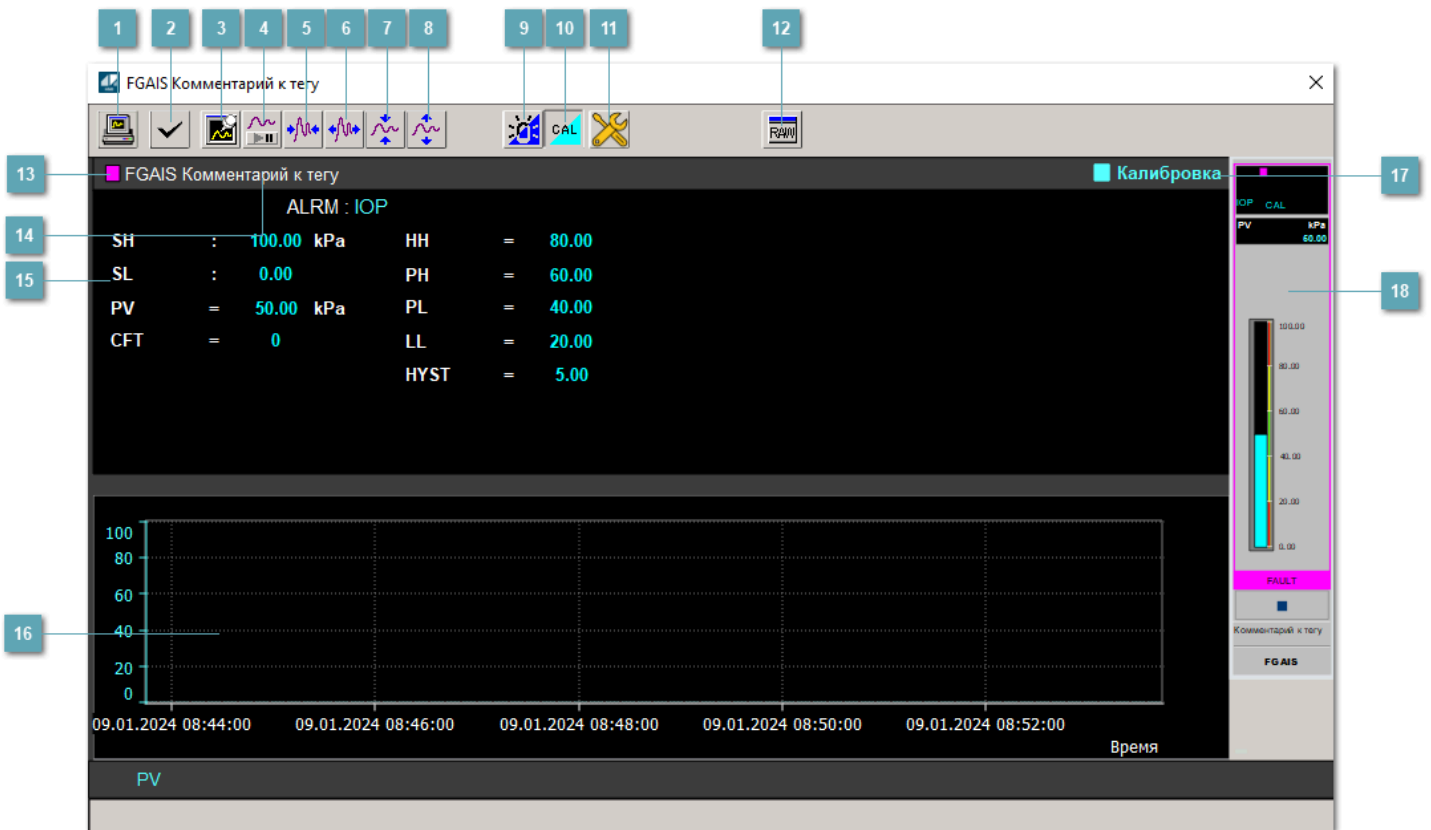 1 2 3 4 5 6 7 8 9 10 11 12
FGAIS Комментарий к тегу
CAL
RAW
13
FGAIS Комментарий к тегу
Калибровка
17
ALRM : IOP
IOP CAL
14
SH : 100.00 kPa HH = 80.00
PV kPa
60.00
15
SL : 0.00 PH = 60.00
18
PV = 50.00 kPa PL = 40.00
CFT = 0 LL = 20.00
HYST = 5.00
100.00
80.00
60.00
40.00
20.00
0.00
FAULT
Комментарий к тегу
FGAIS
16
100
80
60
40
20
0
09.01.2024 08:44:00 09.01.2024 08:46:00 09.01.2024 08:48:00 09.01.2024 08:50:00 09.01.2024 08:52:00
Время
PV